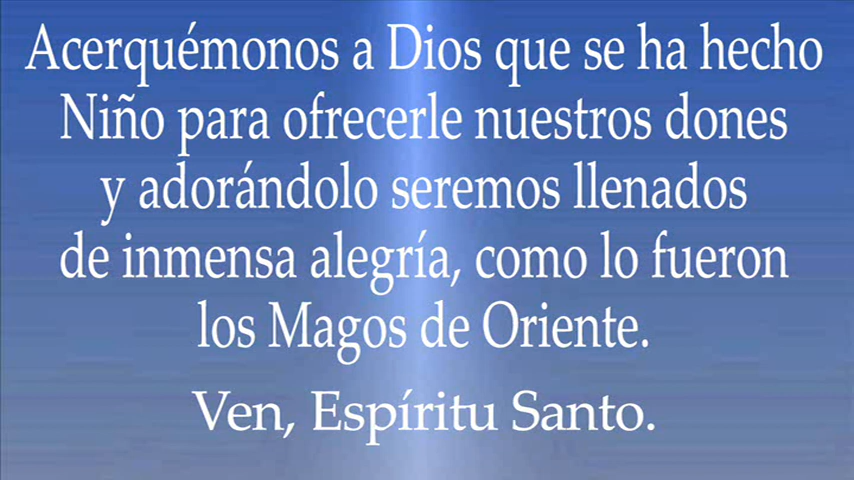 Acerquémonos a Dios que se ha hecho
Niño para ofrecerle nuestros dones
y adorándolo seremos llenados
de inmensa alegría, como lo fueron
los Magos de Oriente.
Ven, Espíritu Santo.